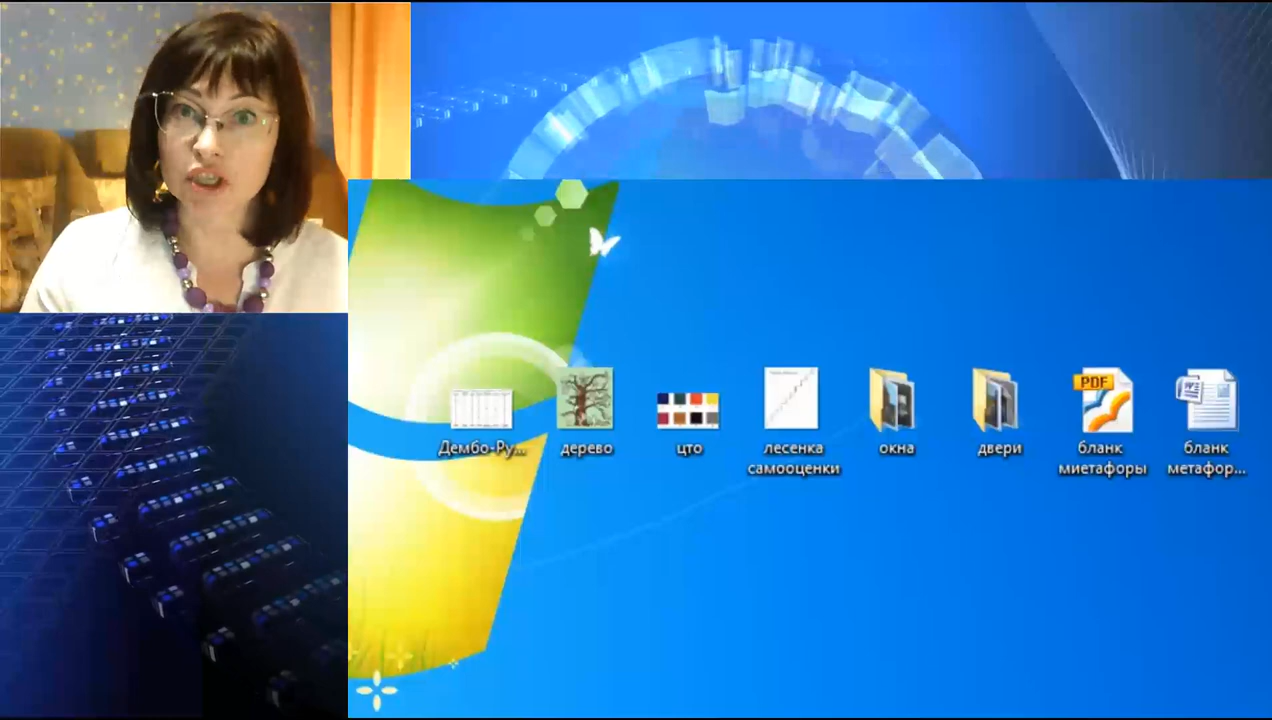 Дембо-Ру...
дерево
цто
лесенка
самооценки
окна
двери
PDF
бланк
миетафоры
W
бланк
метафор...